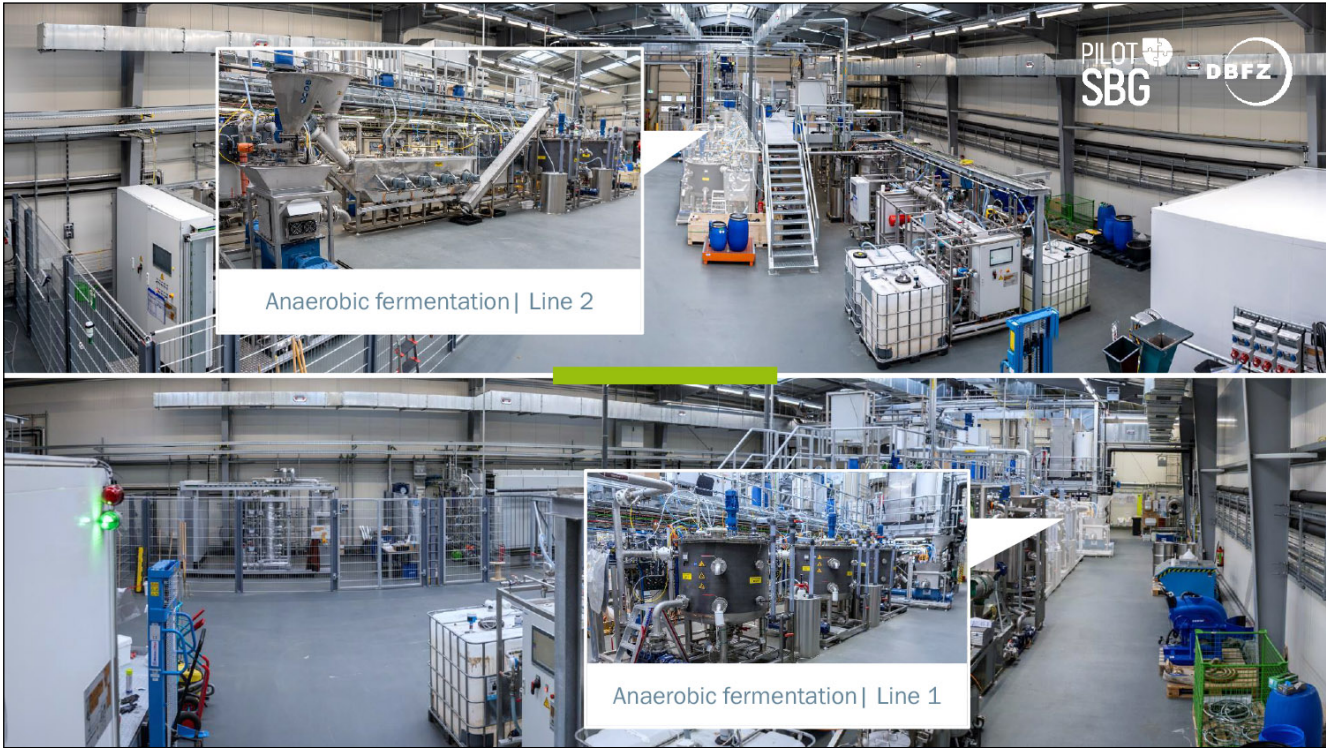 PILOT
SBG
DBFZ
Anaerobic fermentation| Line 2
Anaerobic fermentation| Line 1